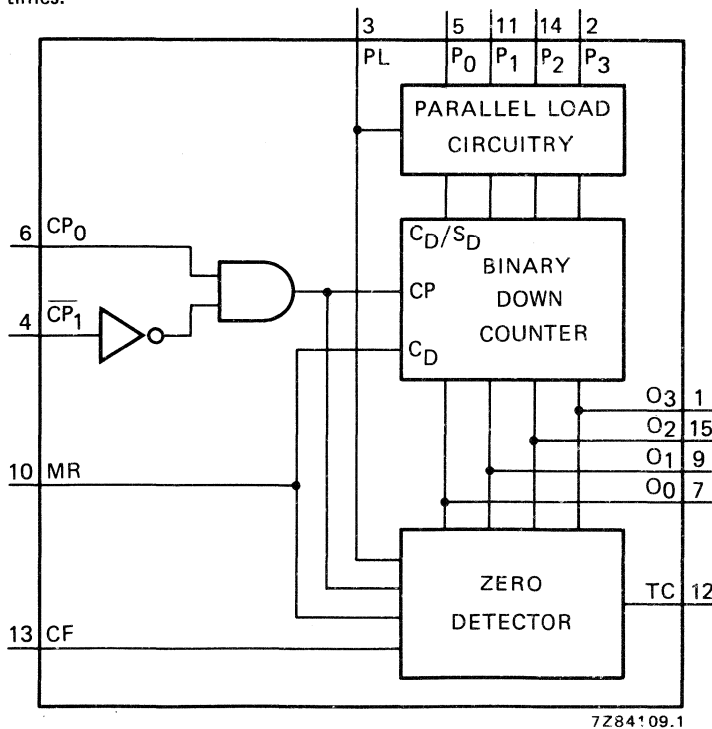 times.
3 5 11 14 2
PL P0 P1 P2 P3
PARALLEL LOAD
CIRCUITRY
6 CP0
CD/SD
BINARY
CP
DOWN
4 CP1
COUNTER
CD
O3 1
O2 15
10 MR
O1 9
O0 7
ZERO
TC 12
DETECTOR
13 CF
7Z84109.1